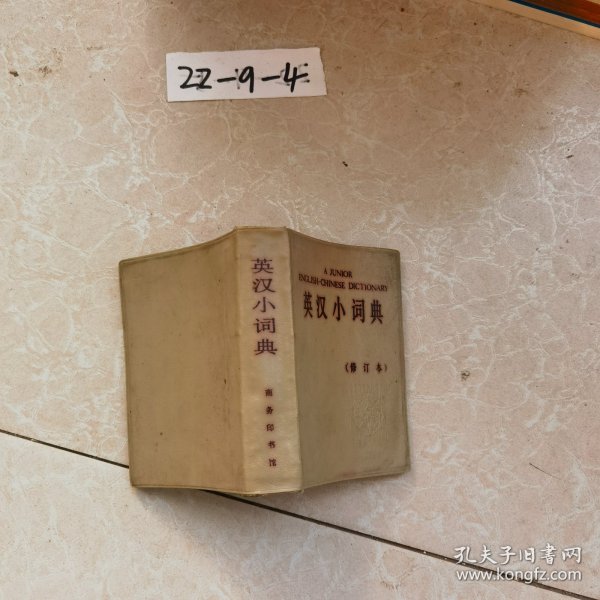 22-9-4
英汉小词典
商务印书馆
A JUNIOR
ENGLISH-CHINESE DICTIONARY
英汉小词典
(修订本)
孔夫子旧书网
www.kongfz.com